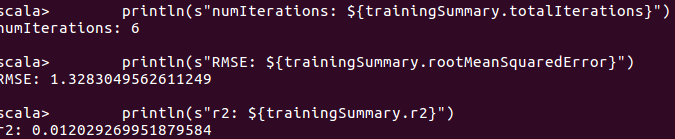 scala>        println(s"numIterations: ${trainingSummary.totalIterations}")
numIterations: 6
scala>        println(s"RMSE: ${trainingSummary.rootMeanSquaredError}")
RMSE: 1.3283049562611249
scala>        println(s"r2: ${trainingSummary.r2}")
r2: 0.012029269951879584